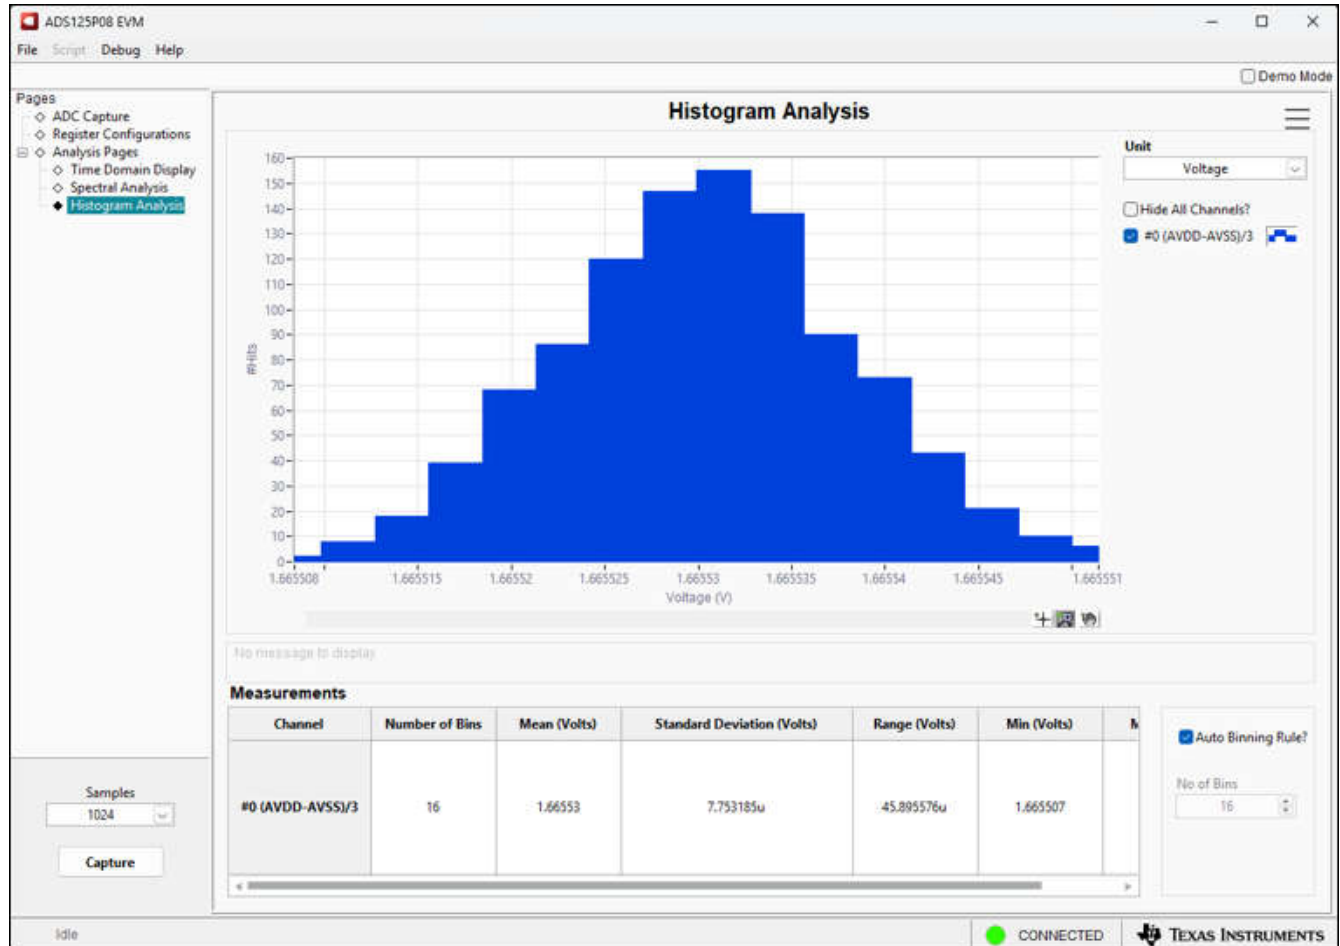 ADS125P08 EVM
File Script Debug Help
Demo Mode
Pages
ADC Capture
Register Configurations
Analysis Pages
Time Domain Display
Spectral Analysis
Histogram Analysis
Histogram Analysis
Unit
Voltage
Hide All Channels?
#0 (AVDD-AVSS)/3
160
150
140
130
120
110
100
90
80
70
60
50
40
30
20
10
0
#Hits
1.665508 1.665515 1.66552 1.665525 1.66553 1.665535 1.66554 1.665545 1.665551
Voltage (V)
No message to display
Measurements
Channel Number of Bins Mean (Volts) Standard Deviation (Volts) Range (Volts) Min (Volts) M
#0 (AVDD-AVSS)/3 16 1.66553 7.753185u 45.895576u 1.665507
Auto Binning Rule?
No of Bins
16
Samples
1024
Capture
Idle
CONNECTED
TEXAS INSTRUMENTS